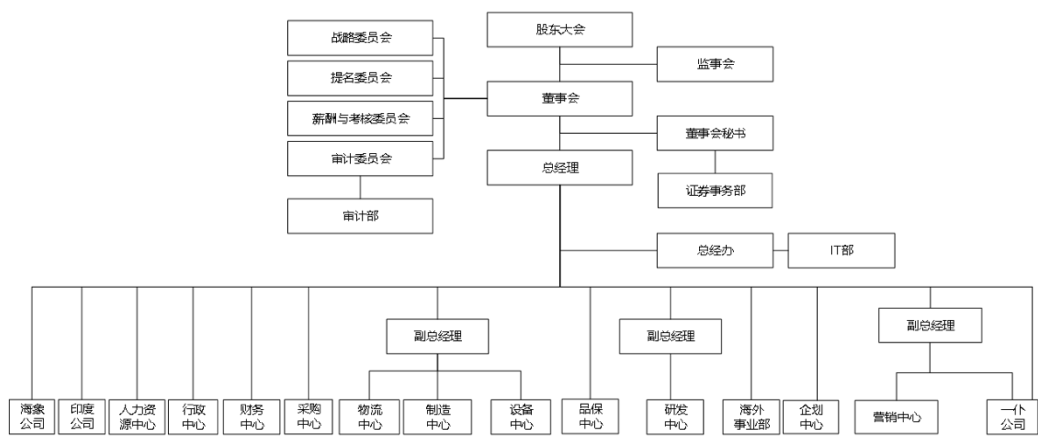 战略委员会
股东大会
提名委员会
监事会
董事会
薪酬与考核委员会
董事会秘书
审计委员会
总经理
证券事务部
审计部
总经办
IT部
副总经理
副总经理
副总经理
海象
公司
印度
公司
人力资
源中心
行政
中心
财务
中心
采购
中心
物流
中心
制造
中心
设备
中心
品保
中心
研发
中心
海外
事业部
企划
中心
营销中心
一仆
公司